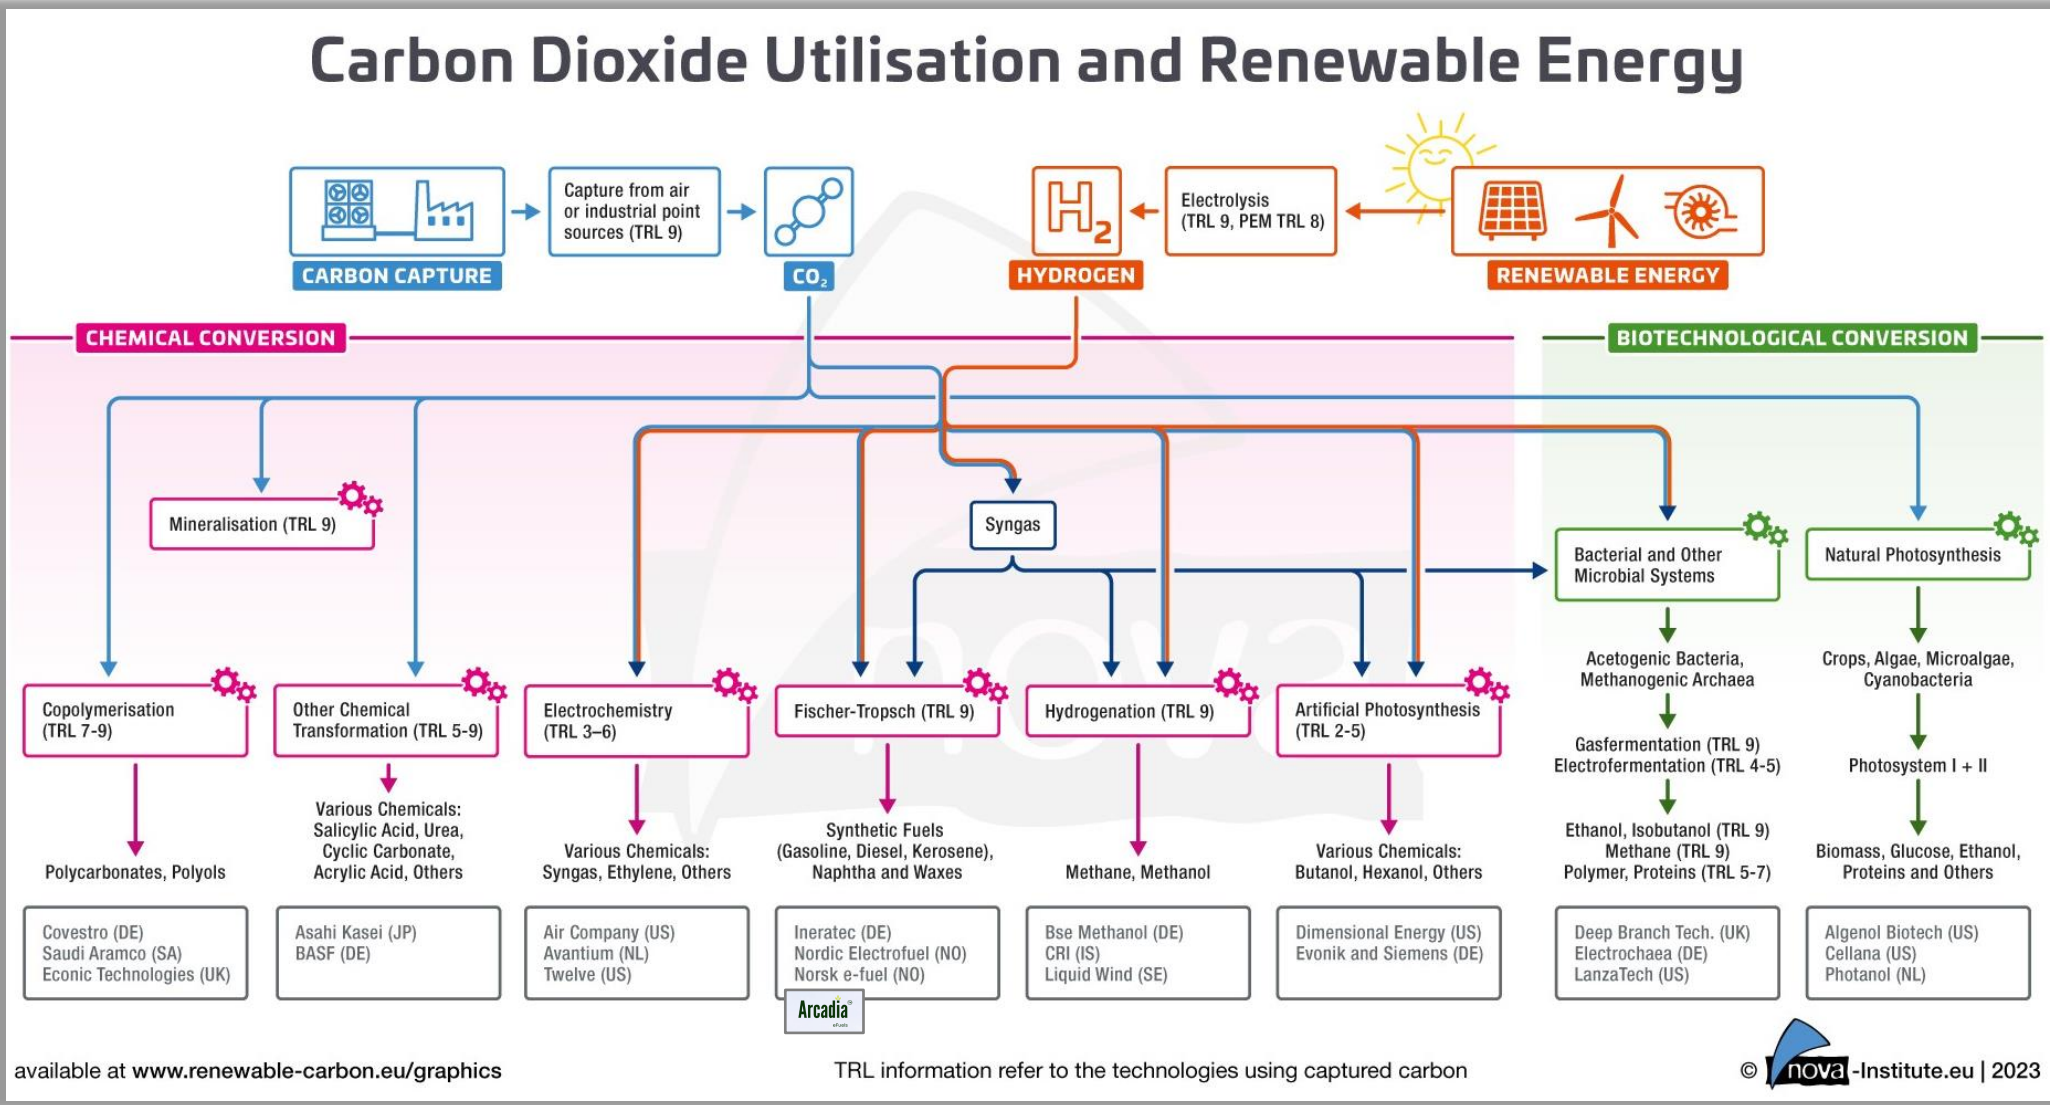 Carbon Dioxide Utilisation and Renewable Energy
Capture from air
or industrial point
sources (TRL 9)
H2
Electrolysis
(TRL 9, PEM TRL 8)
CARBON CAPTURE
CO₂
HYDROGEN
RENEWABLE ENERGY
CHEMICAL CONVERSION
BIOTECHNOLOGICAL CONVERSION
Mineralisation (TRL 9)
Syngas
Bacterial and Other
Microbial Systems
Natural Photosynthesis
Acetogenic Bacteria,
Methanogenic Archaea
Crops, Algae, Microalgae,
Cyanobacteria
Gasfermentation (TRL 9)
Electrofermentation (TRL 4-5)
Photosystem I + II
Ethanol, Isobutanol (TRL 9)
Methane (TRL 9)
Polymer, Proteins (TRL 5-7)
Biomass, Glucose, Ethanol,
Proteins and Others
Copolymerisation
(TRL 7-9)
Other Chemical
Transformation (TRL 5-9)
Electrochemistry
(TRL 3–6)
Fischer-Tropsch (TRL 9)
Hydrogenation (TRL 9)
Artificial Photosynthesis
(TRL 2-5)
nova
Polycarbonates, Polyols
Various Chemicals:
Salicylic Acid, Urea,
Cyclic Carbonate,
Acrylic Acid, Others
Various Chemicals:
Syngas, Ethylene, Others
Synthetic Fuels
(Gasoline, Diesel, Kerosene),
Naphtha and Waxes
Methane, Methanol
Various Chemicals:
Butanol, Hexanol, Others
Covestro (DE)
Saudi Aramco (SA)
Econic Technologies (UK)
Asahi Kasei (JP)
BASF (DE)
Air Company (US)
Avantium (NL)
Twelve (US)
Ineratec (DE)
Nordic Electrofuel (NO)
Norsk e-fuel (NO)
Arcadia
eFuels
Bse Methanol (DE)
CRI (IS)
Liquid Wind (SE)
Dimensional Energy (US)
Evonik and Siemens (DE)
Deep Branch Tech. (UK)
Electrochaea (DE)
LanzaTech (US)
Algenol Biotech (US)
Cellana (US)
Photanol (NL)
available at www.renewable-carbon.eu/graphics
TRL information refer to the technologies using captured carbon
© nova-Institute.eu | 2023